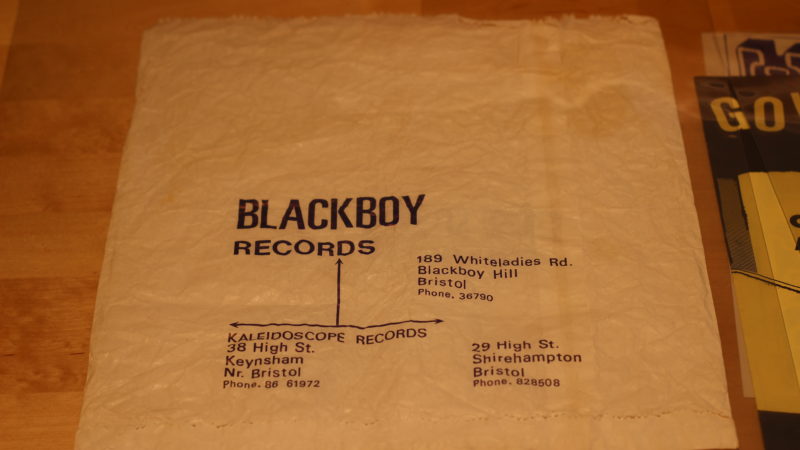 BLACKBOY
RECORDS
189 Whiteladies Rd.
Blackboy Hill
Bristol
Phone. 36790
KALEIDOSCOPE RECORDS
38 High St.
Keynsham
Nr. Bristol
Phone. 86 61972
29 High St.
Shirehampton
Bristol
Phone. 828508
GO